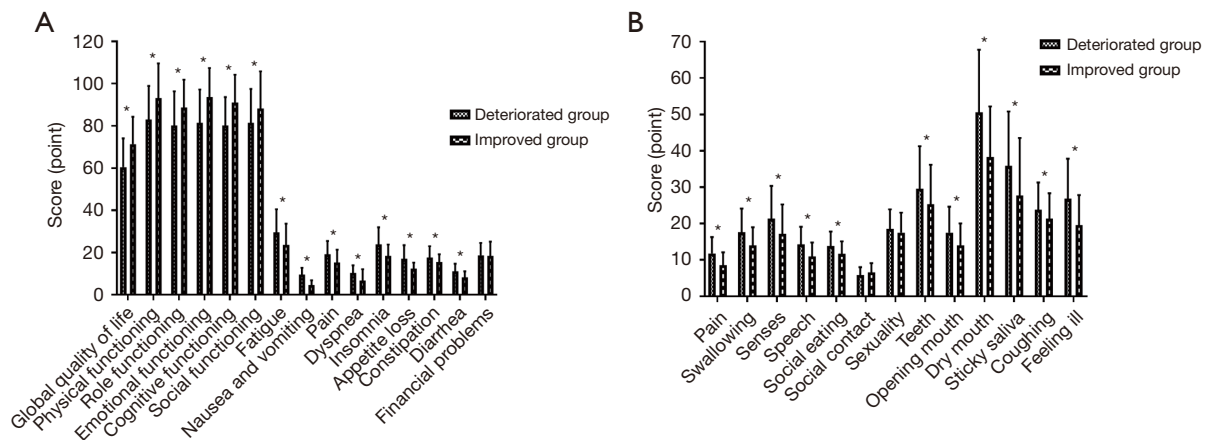 A
120
100
80
60
40
20
0
Score (point)
* * * * * * * * * * * * * *
Deteriorated group
Improved group
Global quality of life
Physical functioning
Role functioning
Emotional functioning
Cognitive functioning
Social functioning
Fatigue
Nausea and vomiting
Pain
Dyspnea
Insomnia
Appetite loss
Constipation
Diarrhea
Financial problems
B
70
60
50
40
30
20
10
0
Score (point)
* * * * * * * * * * *
Deteriorated group
Improved group
Pain
Swallowing
Senses
Speech
Social eating
Social contact
Sexuality
Teeth
Opening mouth
Dry mouth
Sticky saliva
Coughing
Feeling ill